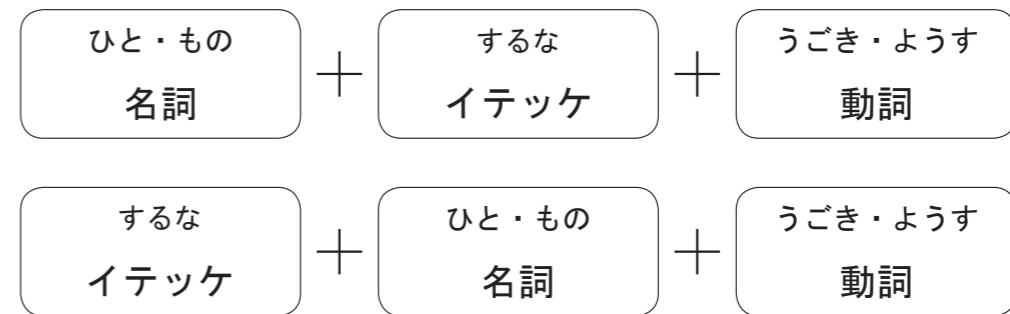 ひと・もの + するな + うごき・ようす
名詞 イテッケ 動詞
するな + ひと・もの + うごき・ようす
イテッケ 名詞 動詞